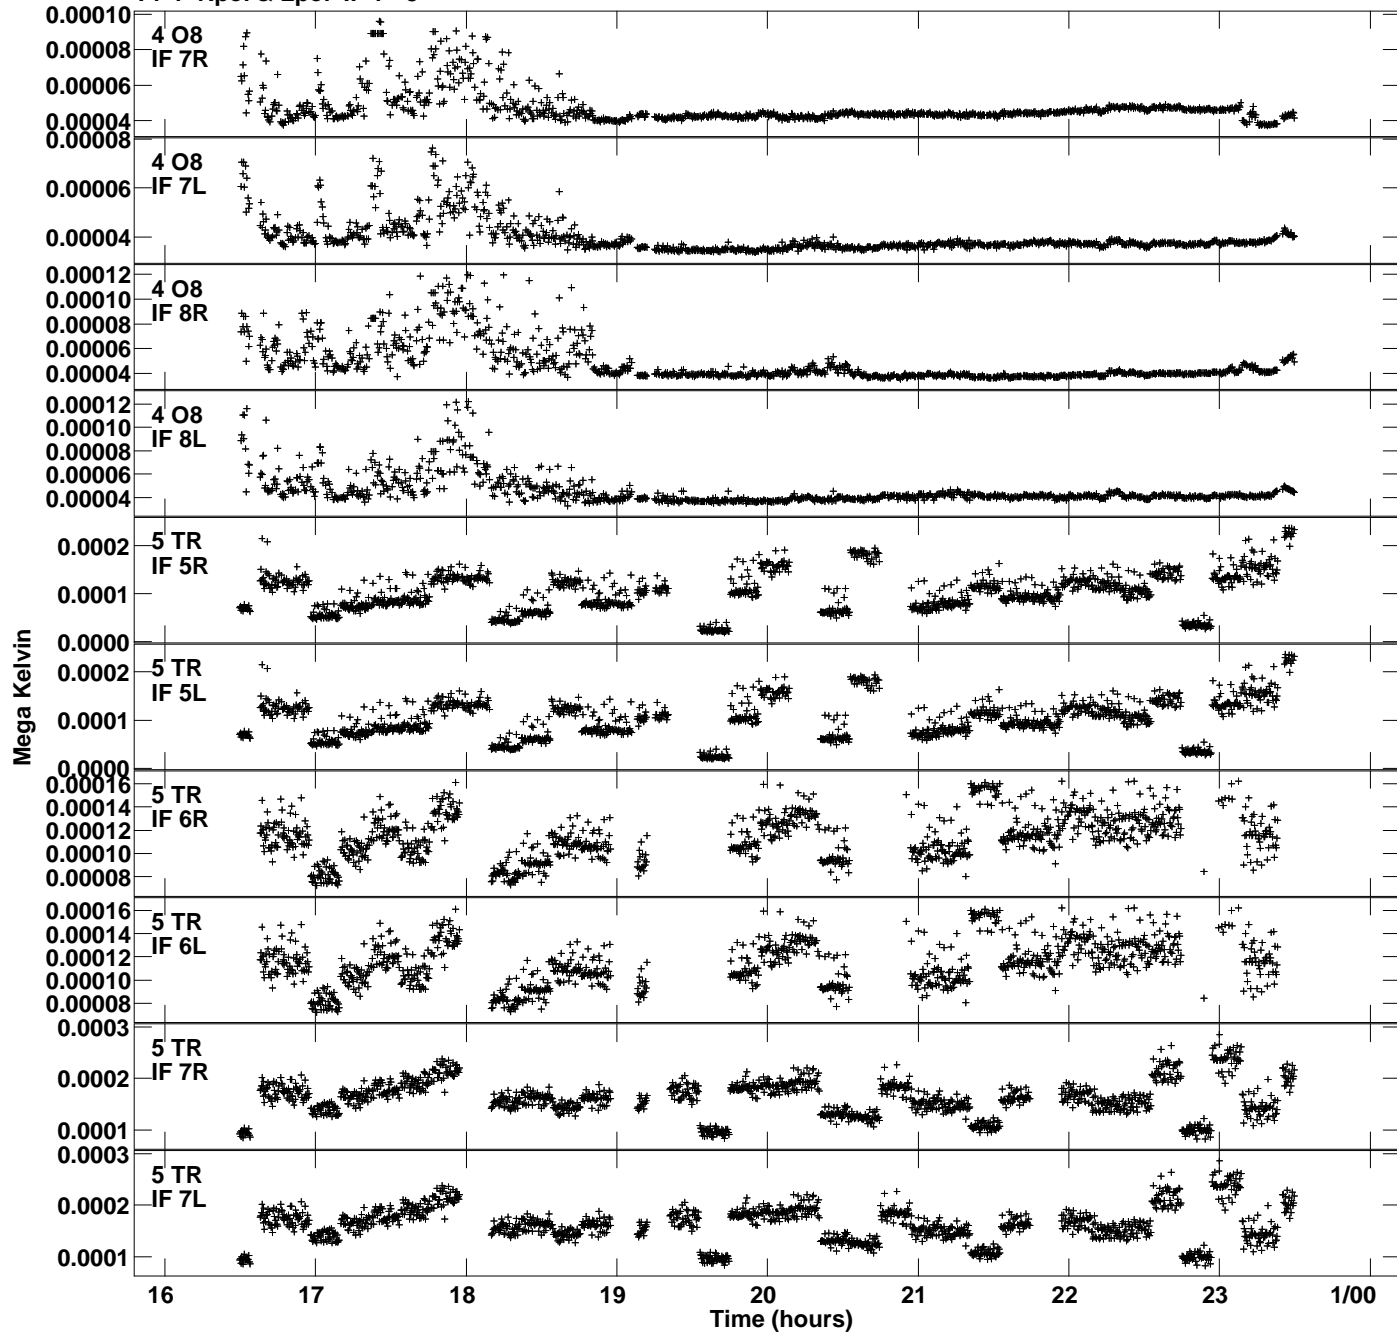 0.00010
0.00008
0.00006
0.00004
4 O8
IF 7R
0.00008
0.00006
0.00004
4 O8
IF 7L
0.00012
0.00010
0.00008
0.00006
0.00004
4 O8
IF 8R
0.00012
0.00010
0.00008
0.00006
0.00004
4 O8
IF 8L
0.0002
0.0001
0.0000
5 TR
IF 5R
0.0002
0.0001
0.0000
5 TR
IF 5L
0.00016
0.00014
0.00012
0.00010
0.00008
5 TR
IF 6R
0.00016
0.00014
0.00012
0.00010
0.00008
5 TR
IF 6L
0.0003
0.0002
0.0001
5 TR
IF 7R
0.0003
0.0002
0.0001
5 TR
IF 7L
Mega Kelvin
16 17 18 19 20 21 22 23 1/00
Time (hours)